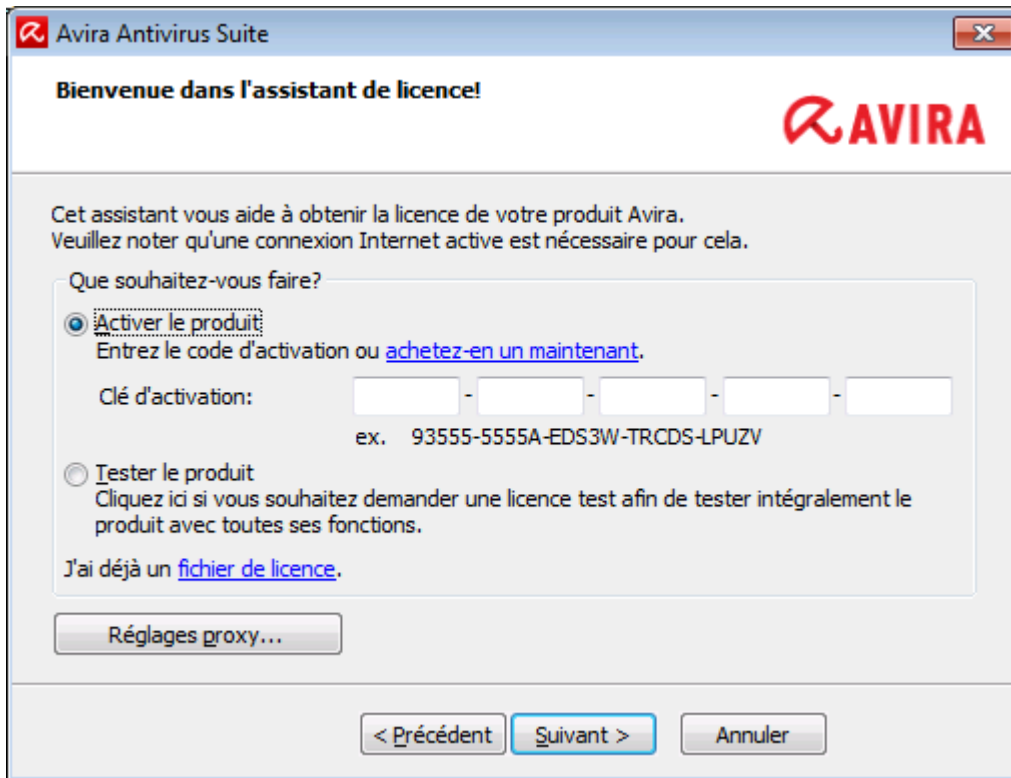 Avira Antivirus Suite
Bienvenue dans l'assistant de licence!
AVIRA
Cet assistant vous aide à obtenir la licence de votre produit Avira.
Veuillez noter qu'une connexion Internet active est nécessaire pour cela.
Que souhaitez-vous faire?
Activer le produit
Entrez le code d'activation ou achetez-en un maintenant.
Clé d'activation: - - - -
ex. 93555-5555A-EDS3W-TRCDS-LPUZV
Tester le produit
Cliquez ici si vous souhaitez demander une licence test afin de tester intégralement le
produit avec toutes ses fonctions.
J'ai déjà un fichier de licence.
Réglages proxy...
< Précédent Suivant > Annuler